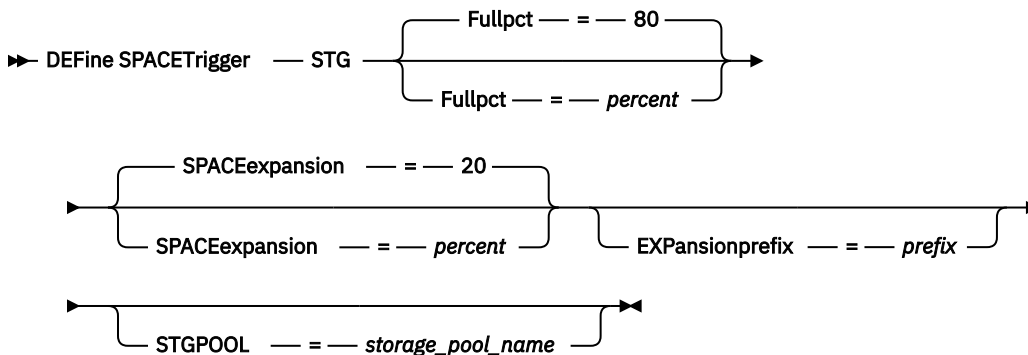 Fullpct = 80
DEFine SPACETrigger STG
Fullpct = percent
SPACEexpansion = 20
SPACEexpansion = percent
EXPansionprefix = prefix
STGPOOL = storage_pool_name